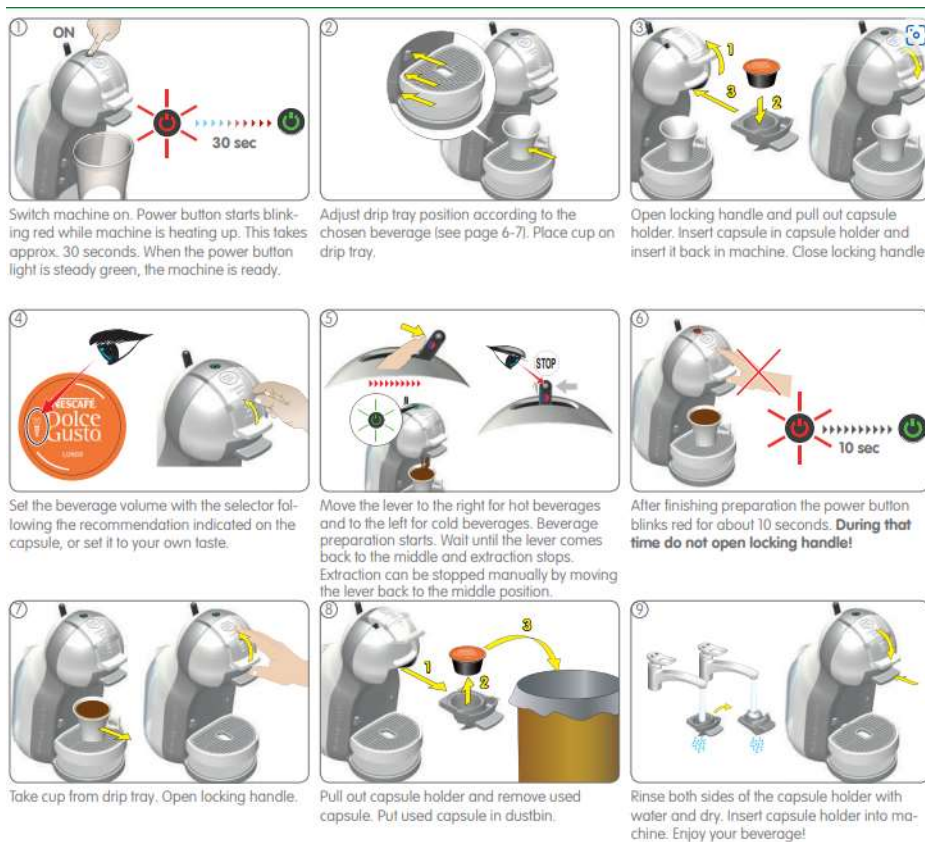 1
ON
30 sec
Switch machine on. Power button starts blink-
ing red while machine is heating up. This takes
approx. 30 seconds. When the power button
light is steady green, the machine is ready.
2
Adjust drip tray position according to the
chosen beverage (see page 6-7). Place cup on
drip tray.
3
1
2
3
Open locking handle and pull out capsule
holder. Insert capsule in capsule holder and
insert it back in machine. Close locking handle
4
NESCAFÉ.
Dolce
Gusto
LUNGO
Set the beverage volume with the selector fol-
lowing the recommendation indicated on the
capsule, or set it to your own taste.
5
STOP
Move the lever to the right for hot beverages
and to the left for cold beverages. Beverage
preparation starts. Wait until the lever comes
back to the middle and extraction stops.
Extraction can be stopped manually by moving
the lever back to the middle position.
6
10 sec
After finishing preparation the power button
blinks red for about 10 seconds. During that
time do not open locking handle!
7
Take cup from drip tray. Open locking handle.
8
1
2
3
Pull out capsule holder and remove used
capsule. Put used capsule in dustbin.
9
Rinse both sides of the capsule holder with
water and dry. Insert capsule holder into ma-
chine. Enjoy your beverage!